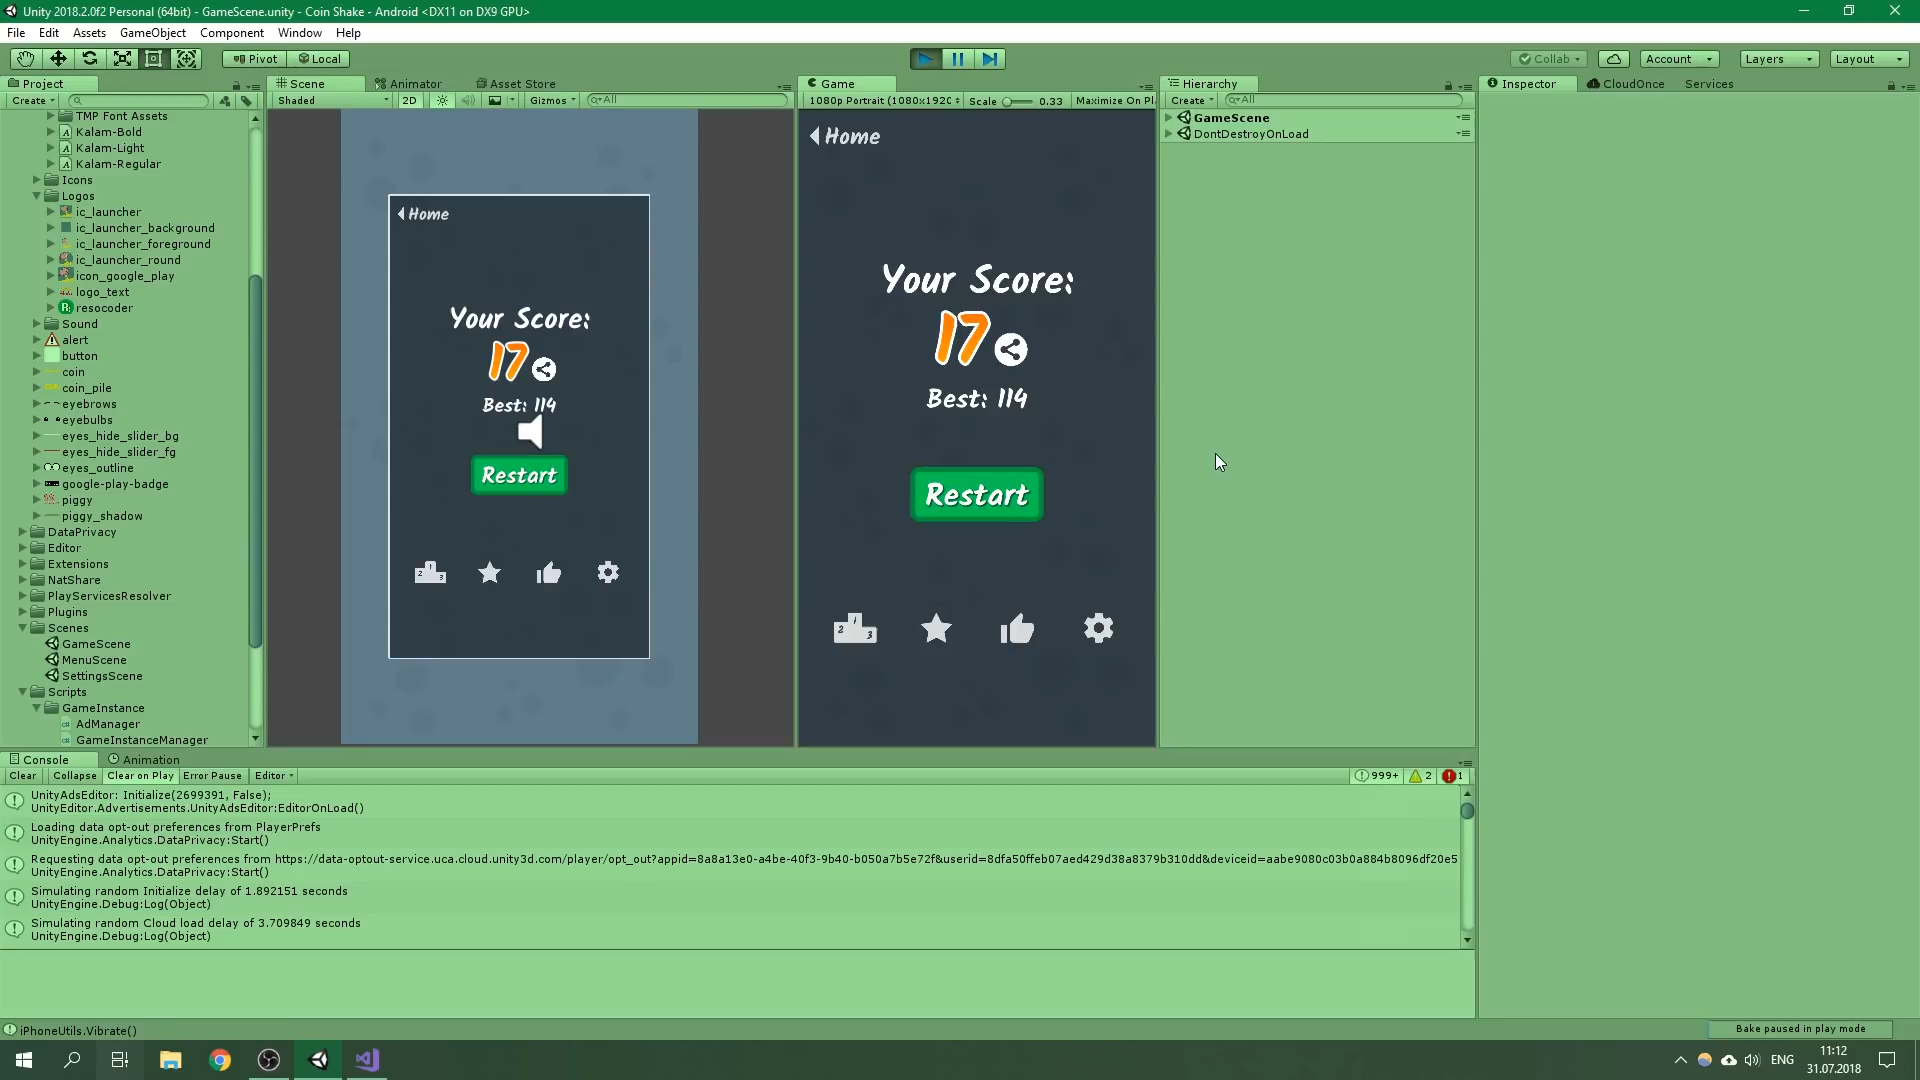 Unity 2018.2.0f2 Personal (64bit) - GameScene.unity - Coin Shake - Android <DX11 on DX9 GPU>
File Edit Assets GameObject Component Window Help
Pivot Local Collab Account Layers Layout
Project
Create
TMP Font Assets
Kalam-Bold
Kalam-Light
Kalam-Regular
Icons
Logos
ic_launcher
ic_launcher_background
ic_launcher_foreground
ic_launcher_round
icon_google_play
logo_text
resocoder
Sound
alert
button
coin
coin_pile
eyebrows
eyebulbs
eyes_hide_slider_bg
eyes_hide_slider_fg
eyes_outline
google-play-badge
piggy
piggy_shadow
DataPrivacy
Editor
Extensions
NatShare
PlayServicesResolver
Plugins
Scenes
GameScene
MenuScene
SettingsScene
Scripts
GameInstance
AdManager
GameInstanceManager
Scene Animator Asset Store
Shaded 2D Gizmos All
Home
Your Score:
17
Best: 114
Restart
2 1 3
Game
1080p Portrait (1080x1920 Scale 0.33 Maximize On Pl
Home
Your Score:
17
Best: 114
Restart
2 1 3
Hierarchy
Create All
GameScene
DontDestroyOnLoad
Inspector CloudOnce Services
Console Animation
Clear Collapse Clear on Play Error Pause Editor 999+ 2 1
UnityAdsEditor: Initialize(2699391, False);
UnityEditor.Advertisements.UnityAdsEditor:EditorOnLoad()
Loading data opt-out preferences from PlayerPrefs
UnityEngine.Analytics.DataPrivacy:Start()
Requesting data opt-out preferences from https://data-optout-service.uca.cloud.unity3d.com/player/opt_out?appid=8a8a13e0-a4be-40f3-9b40-b050a7b5e72f&userid=8dfa50ffeb07aed429d38a8379b310dd&deviceid=aabe9080c03b0a884b8096df20e5
UnityEngine.Analytics.DataPrivacy:Start()
Simulating random Initialize delay of 1.892151 seconds
UnityEngine.Debug:Log(Object)
Simulating random Cloud load delay of 3.709849 seconds
UnityEngine.Debug:Log(Object)
iPhoneUtils.Vibrate()
Bake paused in play mode
ENG
11:12
31.07.2018